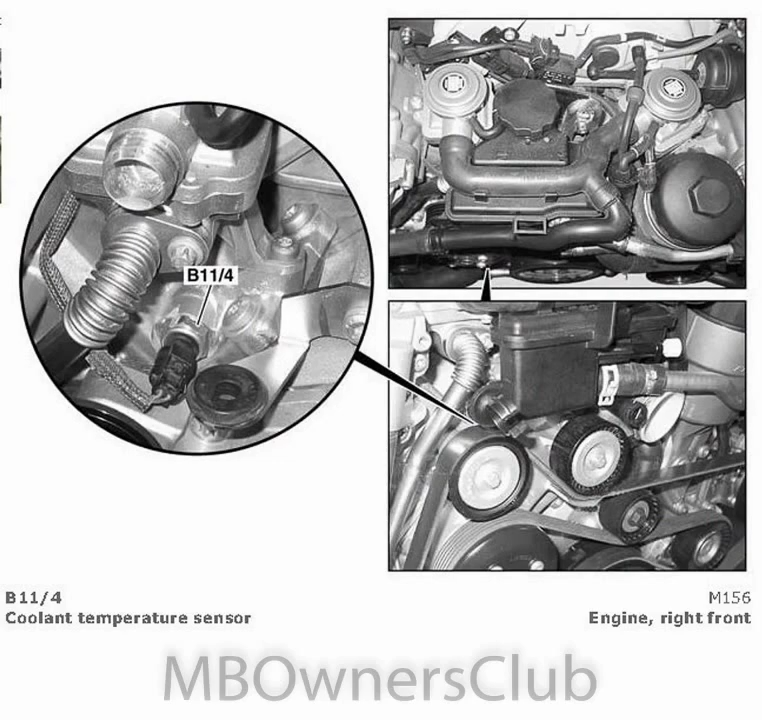 B11/4
B11/4
Coolant temperature sensor
M156
Engine, right front
MBOwnersClub